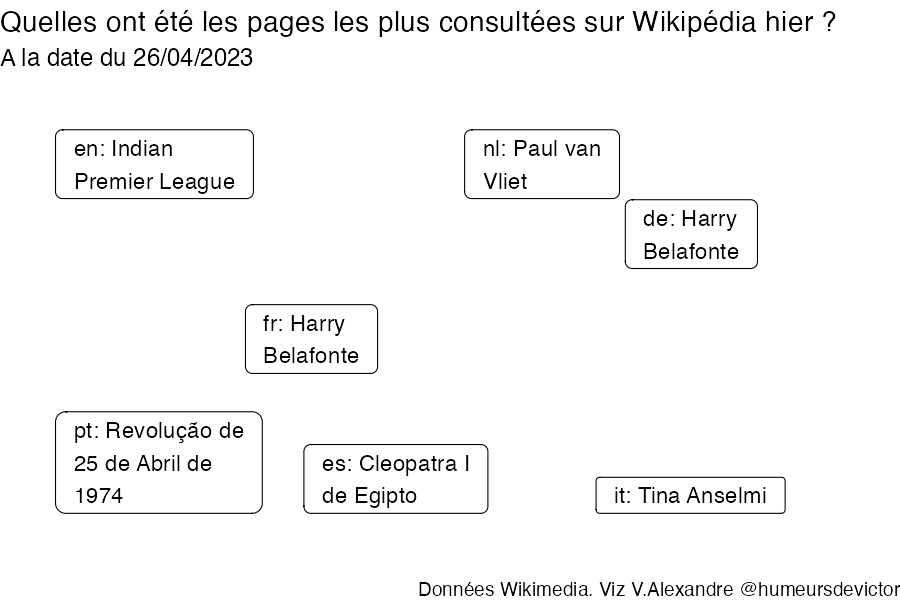 Quelles ont été les pages les plus consultées sur Wikipédia hier ?
A la date du 26/04/2023
en: Indian
Premier League
nl: Paul van
Vliet
de: Harry
Belafonte
fr: Harry
Belafonte
pt: Revolução de
25 de Abril de
1974
es: Cleopatra I
de Egipto
it: Tina Anselmi
Données Wikimedia. Viz V.Alexandre @humeursdevictor